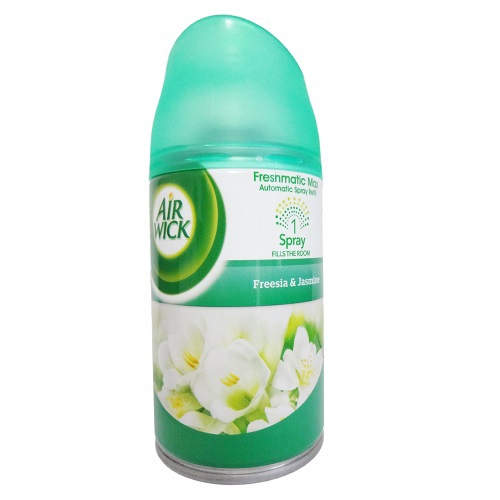 AIR
WICK
Freshmatic Max
Automatic Spray Refill
1
Spray
FILLS THE ROOM
Freesia & Jasmine